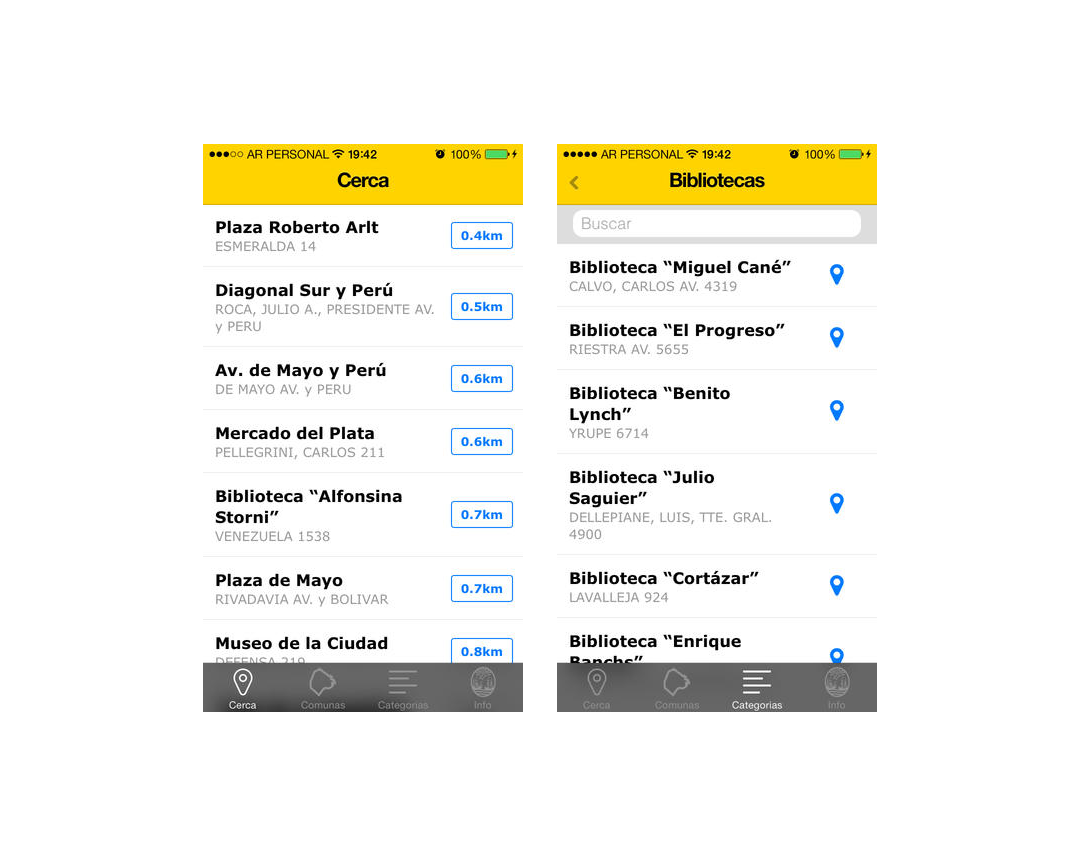 AR PERSONAL 19:42 100%
Cerca
Plaza Roberto Arlt
ESMERALDA 14
0.4km
Diagonal Sur y Perú
ROCA, JULIO A., PRESIDENTE AV.
y PERU
0.5km
Av. de Mayo y Perú
DE MAYO AV. y PERU
0.6km
Mercado del Plata
PELLEGRINI, CARLOS 211
0.6km
Biblioteca “Alfonsina
Storni”
VENEZUELA 1538
0.7km
Plaza de Mayo
RIVADAVIA AV. y BOLIVAR
0.7km
Museo de la Ciudad
DEFENSA 219
0.8km
Cerca Comunas Categorias Info
AR PERSONAL 19:42 100%
Bibliotecas
Buscar
Biblioteca “Miguel Cané”
CALVO, CARLOS AV. 4319
Biblioteca “El Progreso”
RIESTRA AV. 5655
Biblioteca “Benito
Lynch”
YRUPE 6714
Biblioteca “Julio
Saguier”
DELLEPIANE, LUIS, TTE. GRAL.
4900
Biblioteca “Cortázar”
LAVALLEJA 924
Biblioteca “Enrique
Banchs”
Cerca Comunas Categorias Info